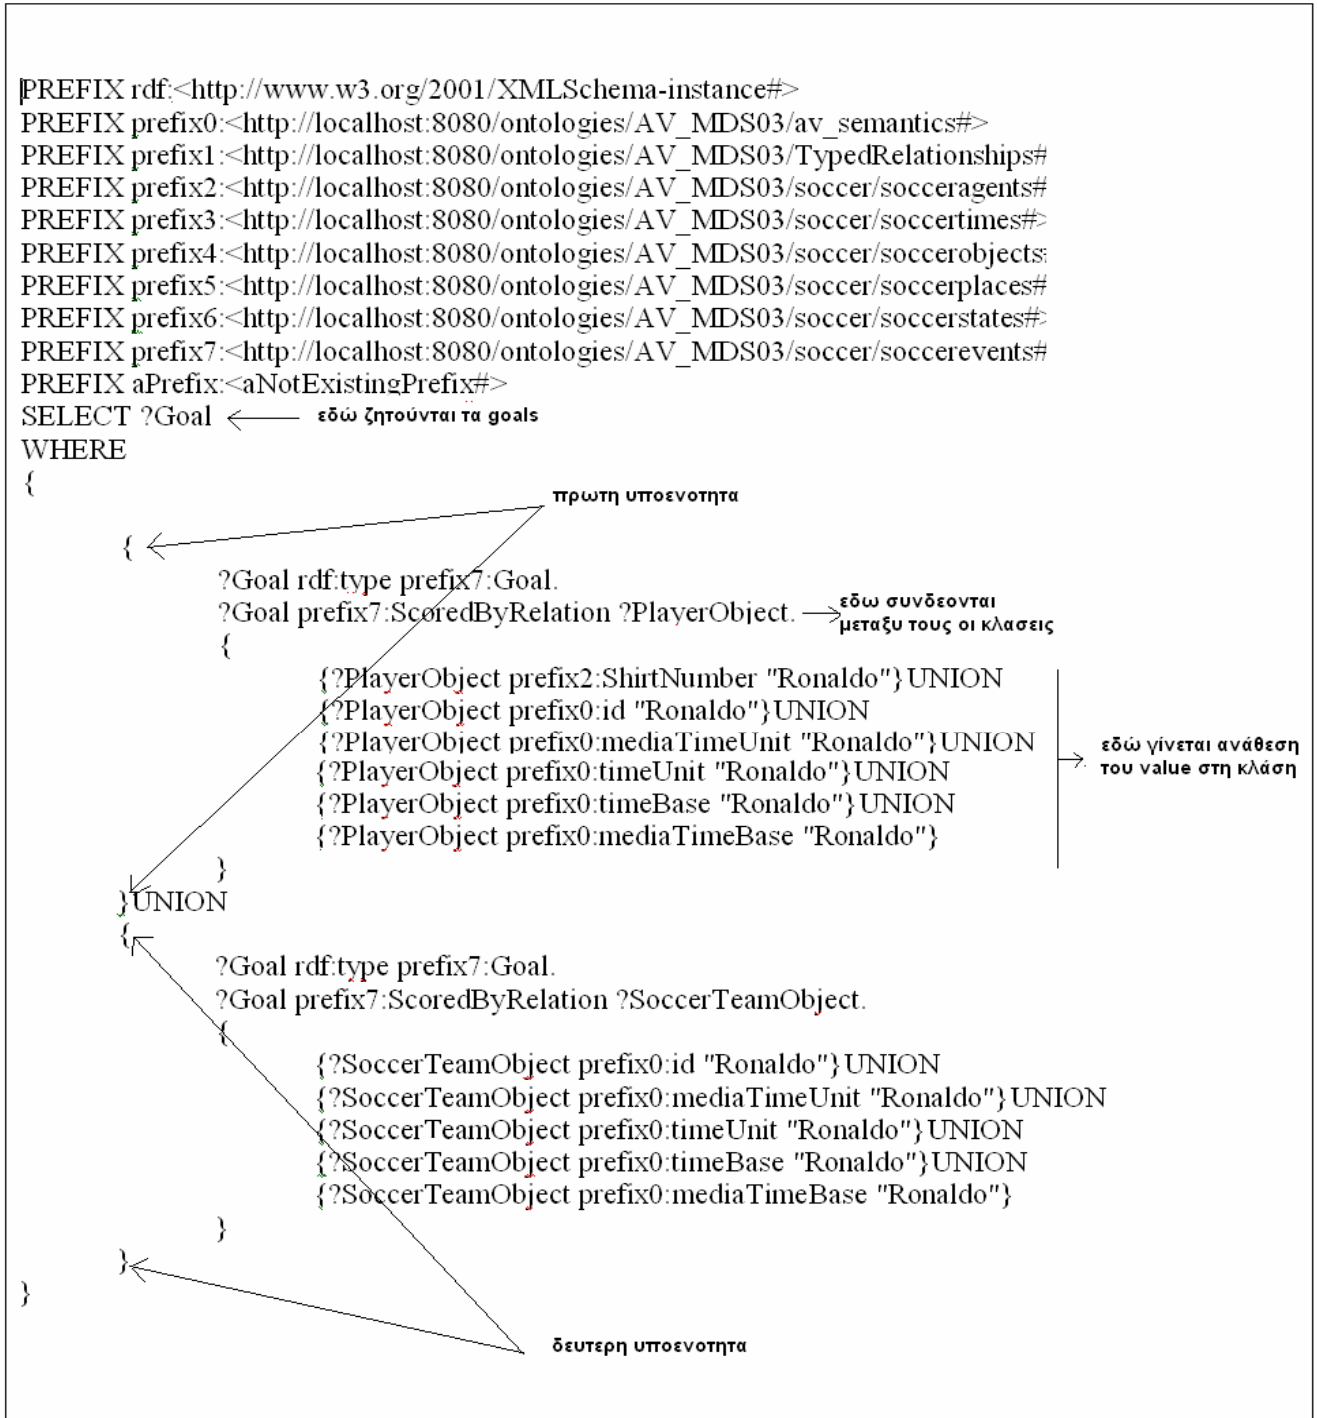 PREFIX rdf:<http://www.w3.org/2001/XMLSchema-instance#>
PREFIX prefix0:<http://localhost:8080/ontologies/AV_MDS03/av_semantics#>
PREFIX prefix1:<http://localhost:8080/ontologies/AV_MDS03/TypedRelationships#
PREFIX prefix2:<http://localhost:8080/ontologies/AV_MDS03/soccer/socceragents#
PREFIX prefix3:<http://localhost:8080/ontologies/AV_MDS03/soccer/soccertimes#>
PREFIX prefix4:<http://localhost:8080/ontologies/AV_MDS03/soccer/soccerobjects
PREFIX prefix5:<http://localhost:8080/ontologies/AV_MDS03/soccer/soccerplaces#
PREFIX prefix6:<http://localhost:8080/ontologies/AV_MDS03/soccer/soccerstates#>
PREFIX prefix7:<http://localhost:8080/ontologies/AV_MDS03/soccer/soccerevents#
PREFIX aPrefix:<aNotExistingPrefix#>
SELECT ?Goal εδώ ζητούνται τα goals
WHERE
{
πρωτη υποενοτητα
{
?Goal rdf:type prefix7:Goal.
?Goal prefix7:ScoredByRelation ?PlayerObject.
εδω συνδεονται
μεταξυ τους οι κλασεις
{
{?PlayerObject prefix2:ShirtNumber "Ronaldo"}UNION
{?PlayerObject prefix0:id "Ronaldo"}UNION
{?PlayerObject prefix0:mediaTimeUnit "Ronaldo"}UNION
{?PlayerObject prefix0:timeUnit "Ronaldo"}UNION
{?PlayerObject prefix0:timeBase "Ronaldo"}UNION
{?PlayerObject prefix0:mediaTimeBase "Ronaldo"}
εδώ γίνεται ανάθεση
του value στη κλάση
}
}UNION
{
?Goal rdf:type prefix7:Goal.
?Goal prefix7:ScoredByRelation ?SoccerTeamObject.
{
{?SoccerTeamObject prefix0:id "Ronaldo"}UNION
{?SoccerTeamObject prefix0:mediaTimeUnit "Ronaldo"}UNION
{?SoccerTeamObject prefix0:timeUnit "Ronaldo"}UNION
{?SoccerTeamObject prefix0:timeBase "Ronaldo"}UNION
{?SoccerTeamObject prefix0:mediaTimeBase "Ronaldo"}
}
}
}
δευτερη υποενοτητα